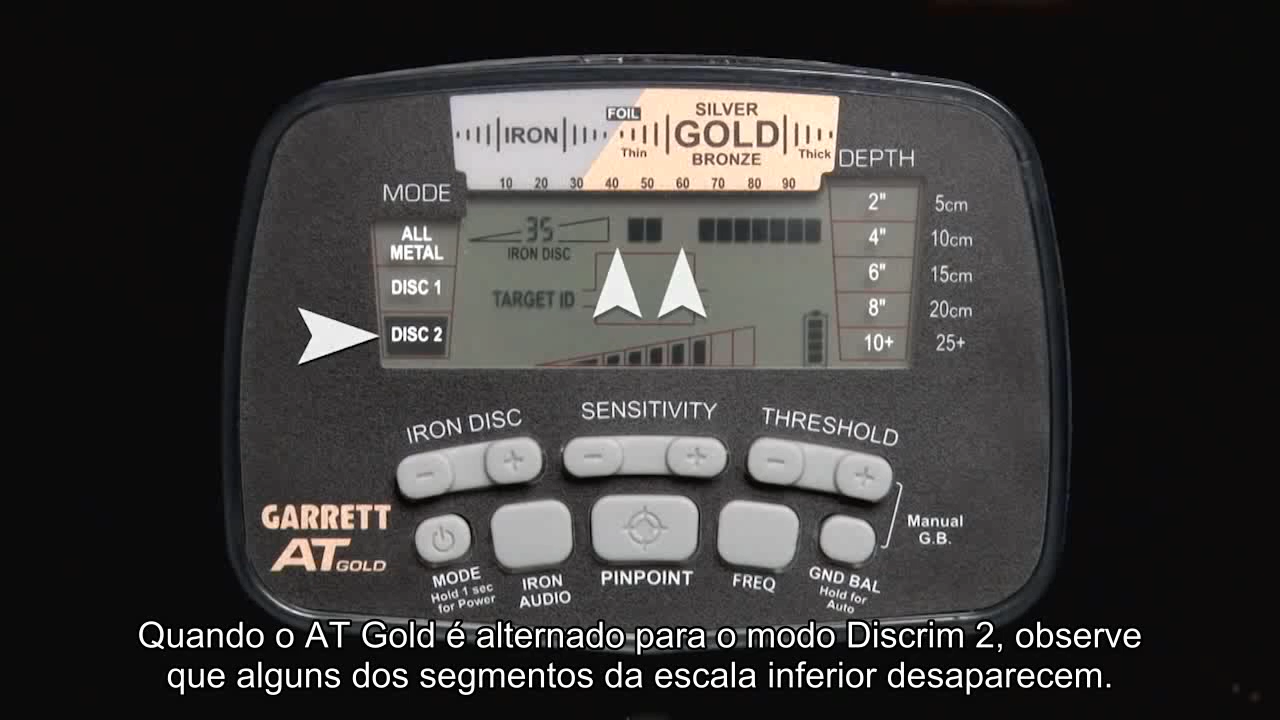 FOIL
SILVER
IRON GOLD
Thin BRONZE Thick
10 20 30 40 50 60 70 80 90
DEPTH
2" 5cm
4" 10cm
6" 15cm
8" 20cm
10+ 25+
MODE
ALL
METAL
DISC 1
DISC 2
35
IRON DISC
TARGET ID
IRON DISC
SENSITIVITY
THRESHOLD
- + - + - +
Manual
G.B.
GARRETT
AT GOLD
MODE
Hold 1 sec
for Power
IRON
AUDIO
PINPOINT
FREQ
GND BAL
Hold for
Auto
Quando o AT Gold é alternado para o modo Discrim 2, observe
que alguns dos segmentos da escala inferior desaparecem.